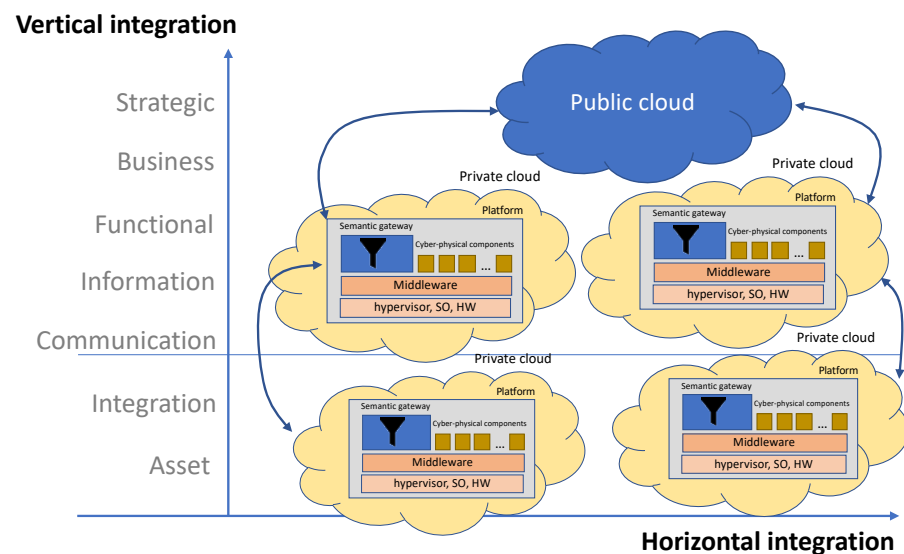 Vertical integration
Strategic
Business
Functional
Information
Communication
Integration
Asset
Public cloud
Private cloud
Platform
Semantic gateway
Cyber-physical components
...
Middleware
hypervisor, SO, HW
Private cloud
Platform
Semantic gateway
Cyber-physical components
...
Middleware
hypervisor, SO, HW
Private cloud
Platform
Semantic gateway
Cyber-physical components
...
Middleware
hypervisor, SO, HW
Private cloud
Platform
Semantic gateway
Cyber-physical components
...
Middleware
hypervisor, SO, HW
Horizontal integration